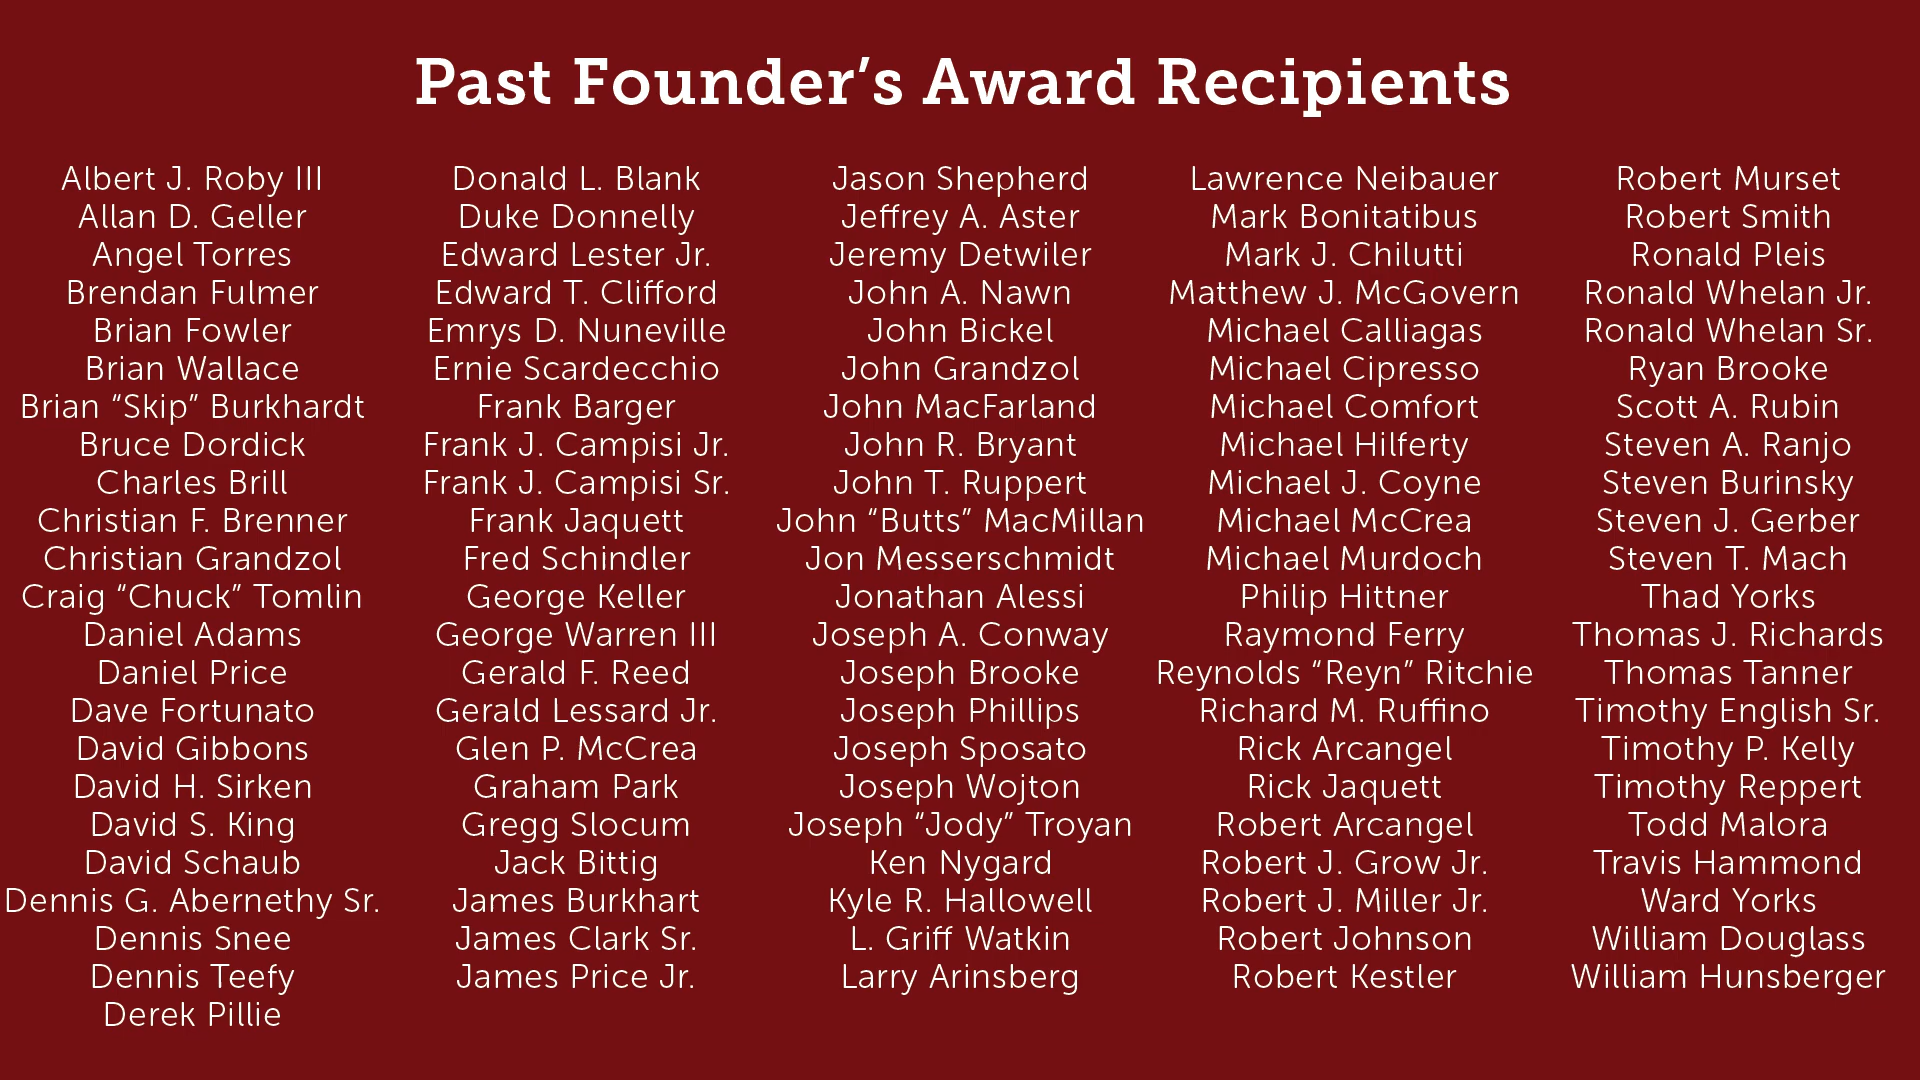 Past Founder’s Award Recipients
Albert J. Roby III
Allan D. Geller
Angel Torres
Brendan Fulmer
Brian Fowler
Brian Wallace
Brian “Skip” Burkhardt
Bruce Dordick
Charles Brill
Christian F. Brenner
Christian Grandzol
Craig “Chuck” Tomlin
Daniel Adams
Daniel Price
Dave Fortunato
David Gibbons
David H. Sirken
David S. King
David Schaub
Dennis G. Abernethy Sr.
Dennis Snee
Dennis Teefy
Derek Pillie
Donald L. Blank
Duke Donnelly
Edward Lester Jr.
Edward T. Clifford
Emrys D. Nuneville
Ernie Scardecchio
Frank Barger
Frank J. Campisi Jr.
Frank J. Campisi Sr.
Frank Jaquett
Fred Schindler
George Keller
George Warren III
Gerald F. Reed
Gerald Lessard Jr.
Glen P. McCrea
Graham Park
Gregg Slocum
Jack Bittig
James Burkhart
James Clark Sr.
James Price Jr.
Jason Shepherd
Jeffrey A. Aster
Jeremy Detwiler
John A. Nawn
John Bickel
John Grandzol
John MacFarland
John R. Bryant
John T. Ruppert
John “Butts” MacMillan
Jon Messerschmidt
Jonathan Alessi
Joseph A. Conway
Joseph Brooke
Joseph Phillips
Joseph Sposato
Joseph Wojton
Joseph “Jody” Troyan
Ken Nygard
Kyle R. Hallowell
L. Griff Watkin
Larry Arinsberg
Lawrence Neibauer
Mark Bonitatibus
Mark J. Chilutti
Matthew J. McGovern
Michael Calliagas
Michael Cipresso
Michael Comfort
Michael Hilferty
Michael J. Coyne
Michael McCrea
Michael Murdoch
Philip Hittner
Raymond Ferry
Reynolds “Reyn” Ritchie
Richard M. Ruffino
Rick Arcangel
Rick Jaquett
Robert Arcangel
Robert J. Grow Jr.
Robert J. Miller Jr.
Robert Johnson
Robert Kestler
Robert Murset
Robert Smith
Ronald Pleis
Ronald Whelan Jr.
Ronald Whelan Sr.
Ryan Brooke
Scott A. Rubin
Steven A. Ranjo
Steven Burinsky
Steven J. Gerber
Steven T. Mach
Thad Yorks
Thomas J. Richards
Thomas Tanner
Timothy English Sr.
Timothy P. Kelly
Timothy Reppert
Todd Malora
Travis Hammond
Ward Yorks
William Douglass
William Hunsberger